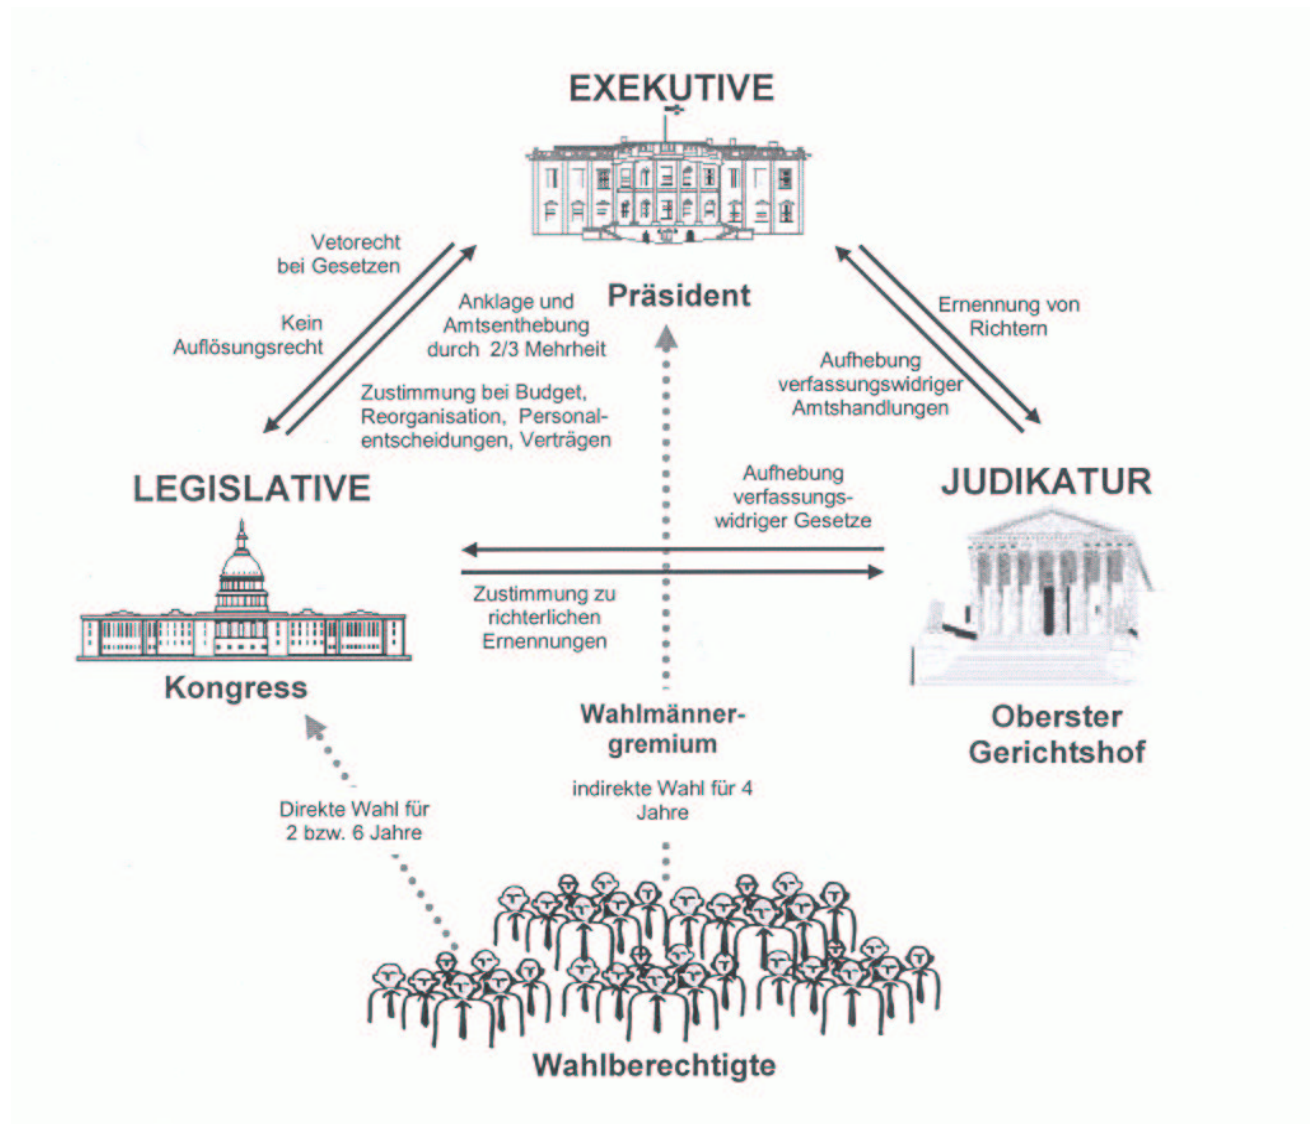 EXEKUTIVE
Präsident
Vetorecht
bei Gesetzen
Kein
Auflösungsrecht
Anklage und
Amtsenthebung
durch 2/3 Mehrheit
Zustimmung bei Budget,
Reorganisation, Personal-
entscheidungen, Verträgen
Ernennung von
Richtern
Aufhebung
verfassungswidriger
Amtshandlungen
LEGISLATIVE
Kongress
Aufhebung
verfassungs-
widriger Gesetze
Zustimmung zu
richterlichen
Ernennungen
JUDIKATUR
Oberster
Gerichtshof
Wahlmänner-
gremium
indirekte Wahl für 4
Jahre
Direkte Wahl für
2 bzw. 6 Jahre
Wahlberechtigte